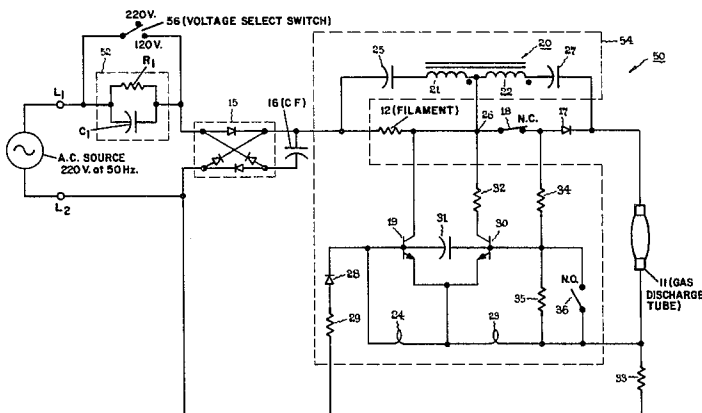 220V.
56 (VOLTAGE SELECT SWITCH)
120V.
52
R1
C1
L1
L2
A.C. SOURCE
220 V. at 50 Hz.
15
16 (CF)
25
20
27
54
50
21
22
12 (FILAMENT)
26
18
N.C.
17
32
34
19
31
30
28
29
24
23
35
N.O.
36
11 (GAS
DISCHARGE
TUBE)
33